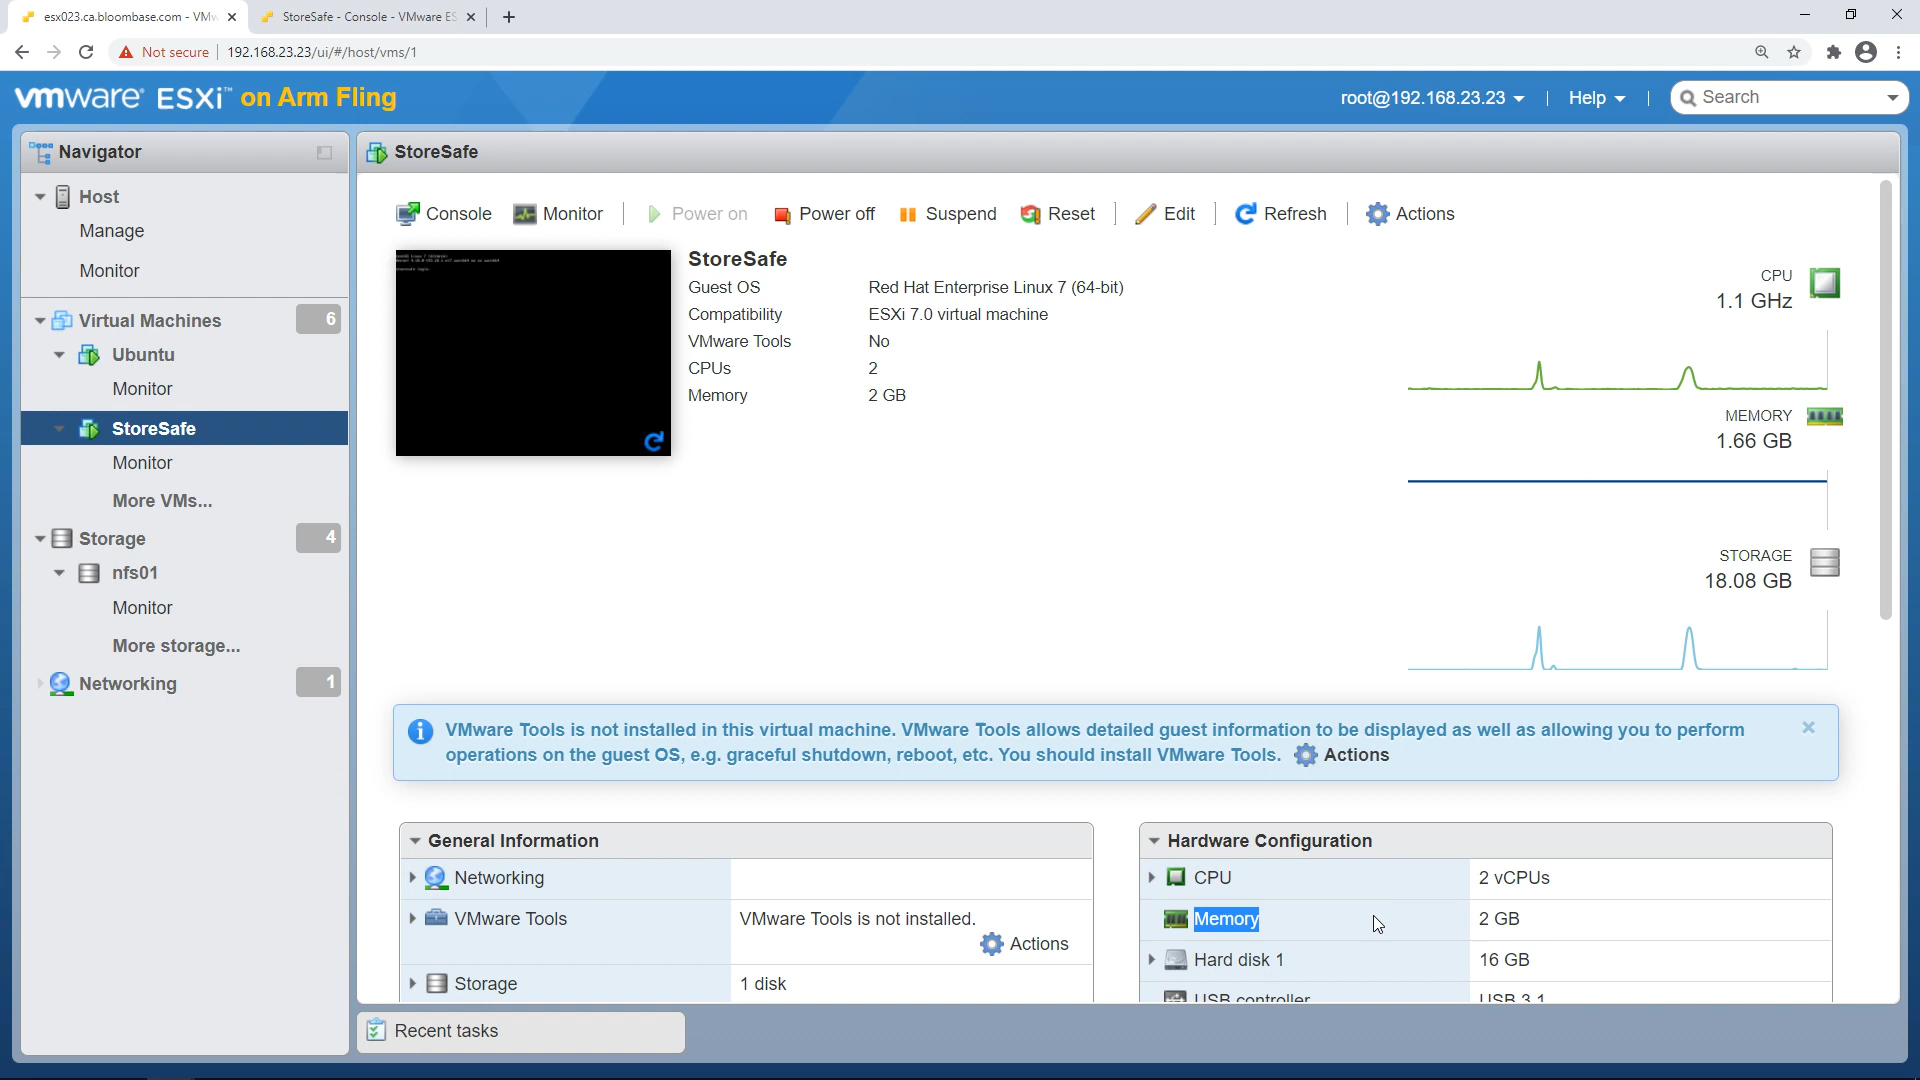 esx023.ca.bloombase.com - VMw
StoreSafe - Console - VMware ES
Not secure
192.168.23.23/ui/#/host/vms/1
vmware ESXi™ on Arm Fling
root@192.168.23.23
Help
Search
Navigator
StoreSafe
Host
Manage
Monitor
Virtual Machines
6
Ubuntu
Monitor
StoreSafe
Monitor
More VMs...
Storage
4
nfs01
Monitor
More storage...
Networking
1
Console
Monitor
Power on
Power off
Suspend
Reset
Edit
Refresh
Actions
StoreSafe
Guest OS
Red Hat Enterprise Linux 7 (64-bit)
Compatibility
ESXi 7.0 virtual machine
VMware Tools
No
CPUs
2
Memory
2 GB
CPU
1.1 GHz
MEMORY
1.66 GB
STORAGE
18.08 GB
VMware Tools is not installed in this virtual machine. VMware Tools allows detailed guest information to be displayed as well as allowing you to perform
operations on the guest OS, e.g. graceful shutdown, reboot, etc. You should install VMware Tools.
Actions
General Information
Networking
VMware Tools
VMware Tools is not installed.
Actions
Storage
1 disk
Hardware Configuration
CPU
2 vCPUs
Memory
2 GB
Hard disk 1
16 GB
USB controller
USB 3.1
Recent tasks